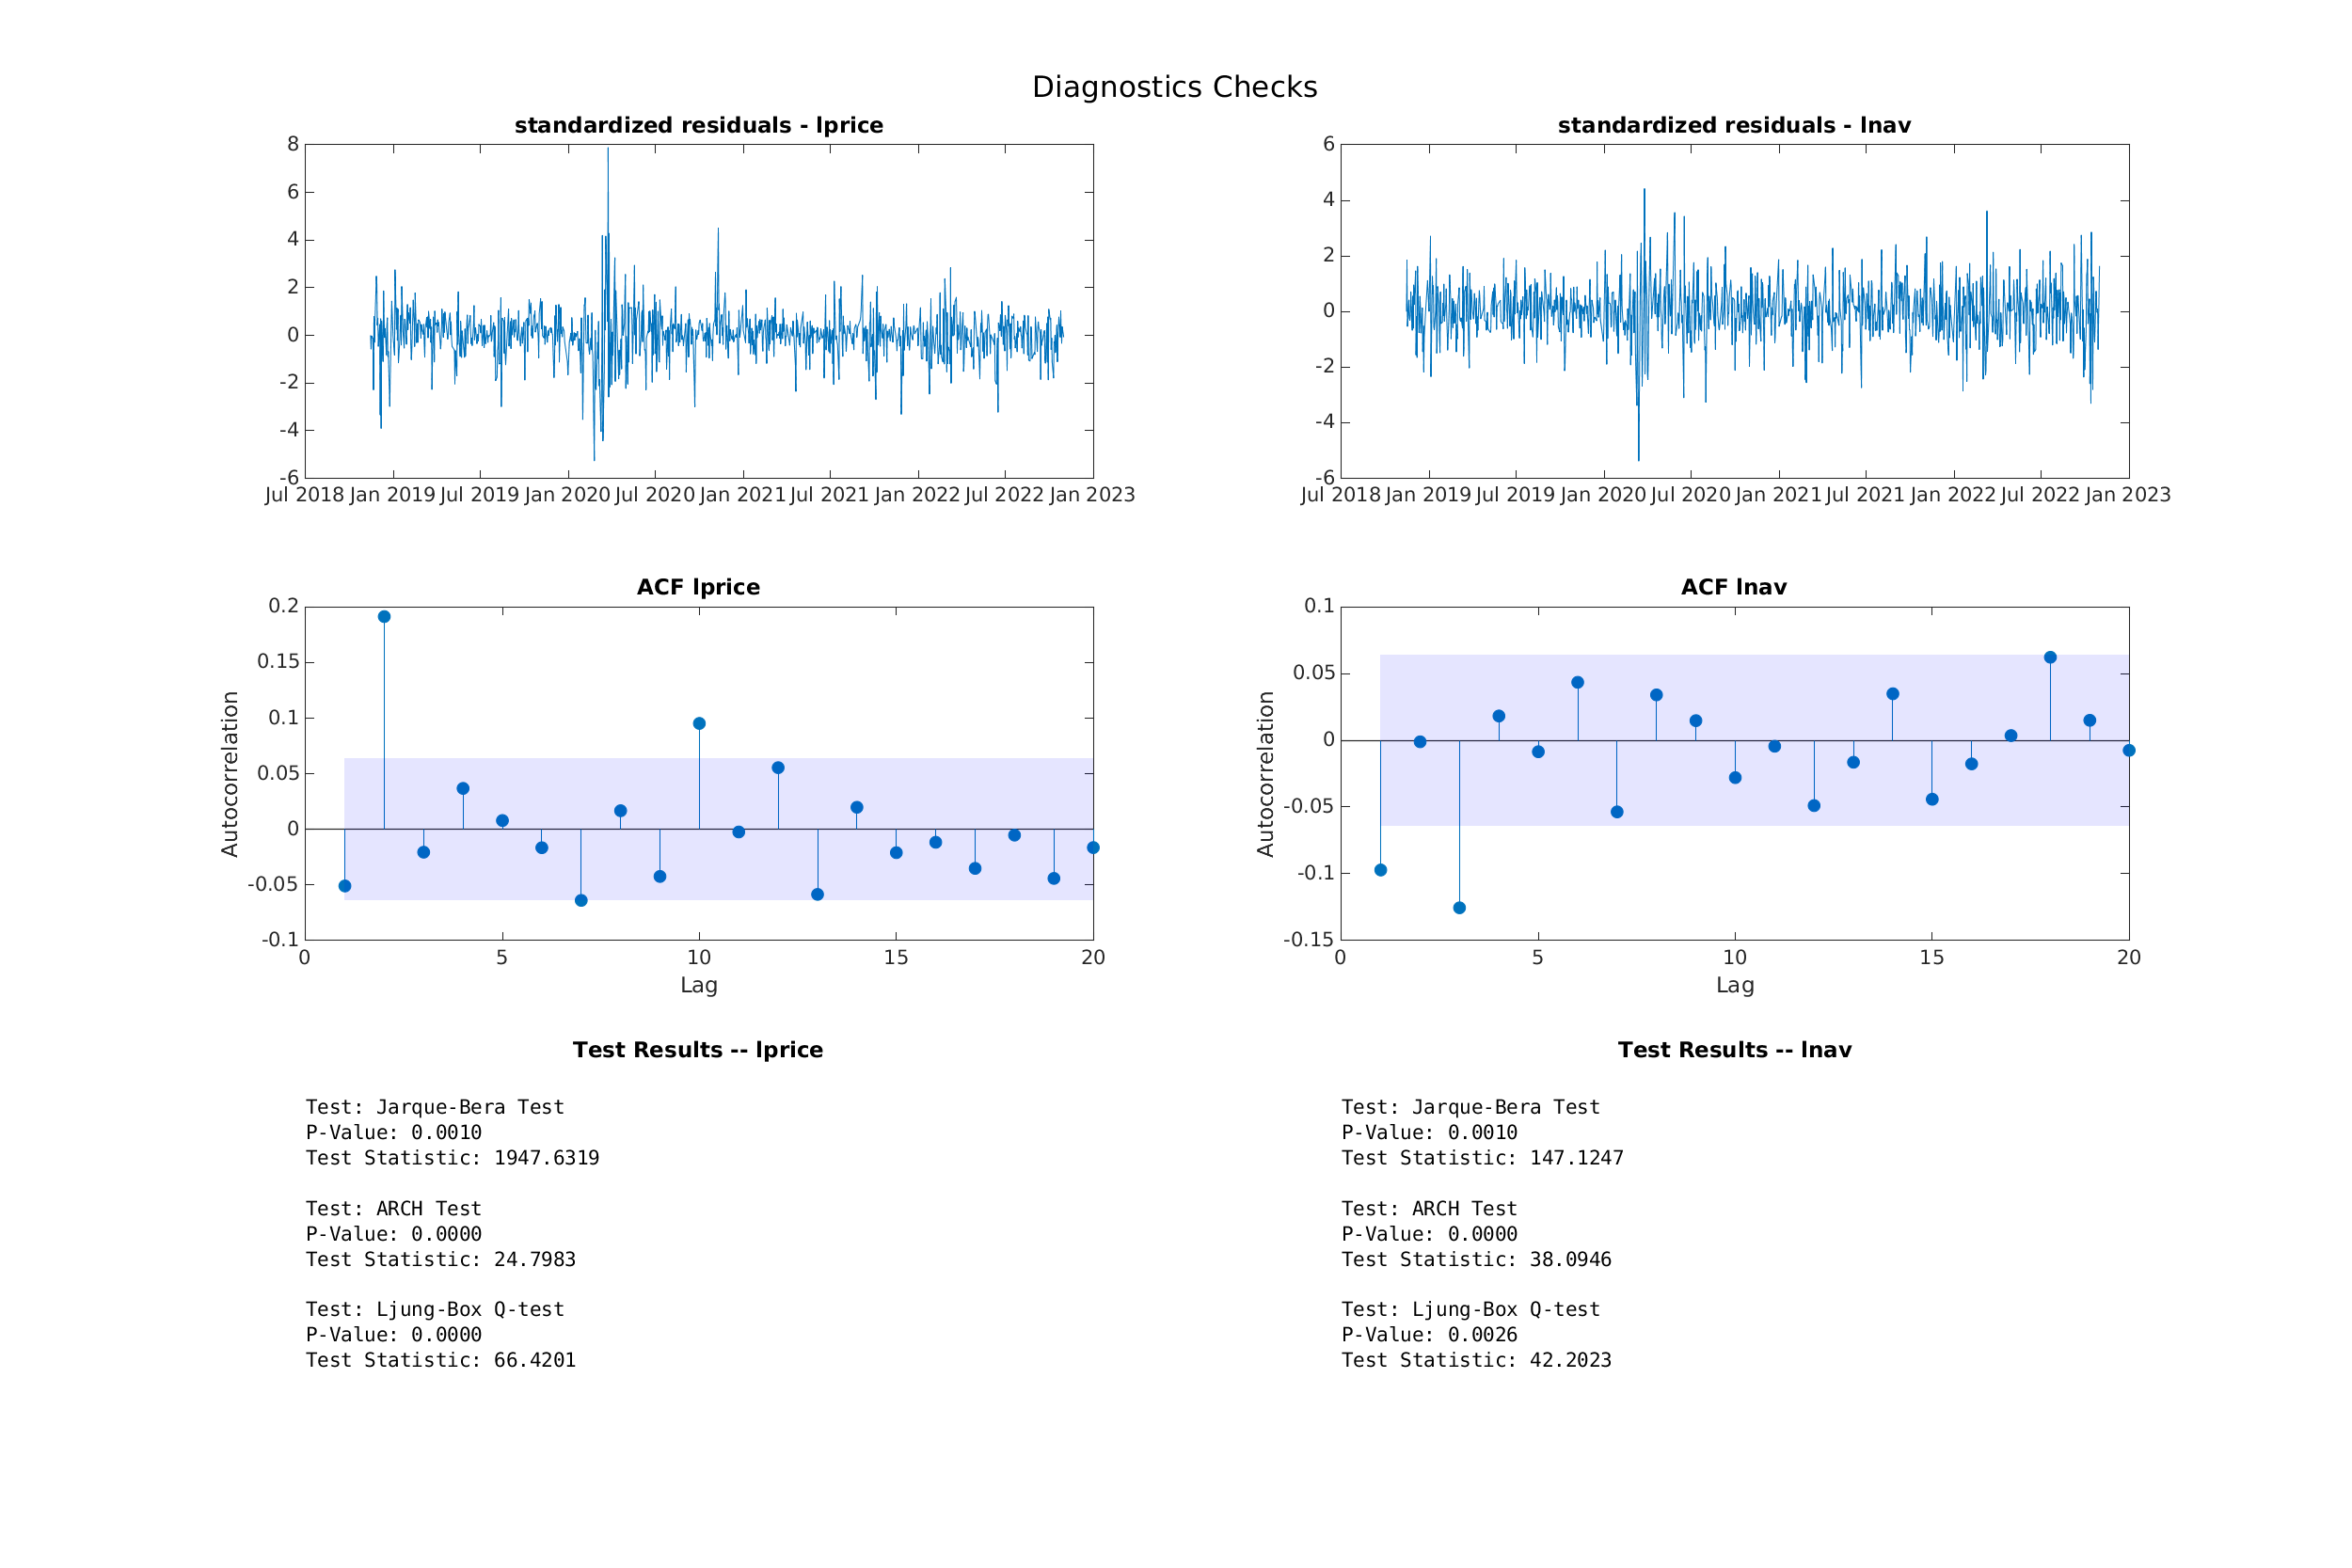 Diagnostics Checks
standardized residuals - lprice
8
6
4
2
0
-2
-4
-6
Jul 2018 Jan 2019 Jul 2019 Jan 2020 Jul 2020 Jan 2021 Jul 2021 Jan 2022 Jul 2022 Jan 2023
standardized residuals - lnav
6
4
2
0
-2
-4
-6
Jul 2018 Jan 2019 Jul 2019 Jan 2020 Jul 2020 Jan 2021 Jul 2021 Jan 2022 Jul 2022 Jan 2023
ACF lprice
Autocorrelation
0.2
0.15
0.1
0.05
0
-0.05
-0.1
0 5 10 15 20
Lag
ACF lnav
Autocorrelation
0.1
0.05
0
-0.05
-0.1
-0.15
0 5 10 15 20
Lag
Test Results -- lprice
Test: Jarque-Bera Test
P-Value: 0.0010
Test Statistic: 1947.6319
Test: ARCH Test
P-Value: 0.0000
Test Statistic: 24.7983
Test: Ljung-Box Q-test
P-Value: 0.0000
Test Statistic: 66.4201
Test Results -- lnav
Test: Jarque-Bera Test
P-Value: 0.0010
Test Statistic: 147.1247
Test: ARCH Test
P-Value: 0.0000
Test Statistic: 38.0946
Test: Ljung-Box Q-test
P-Value: 0.0026
Test Statistic: 42.2023